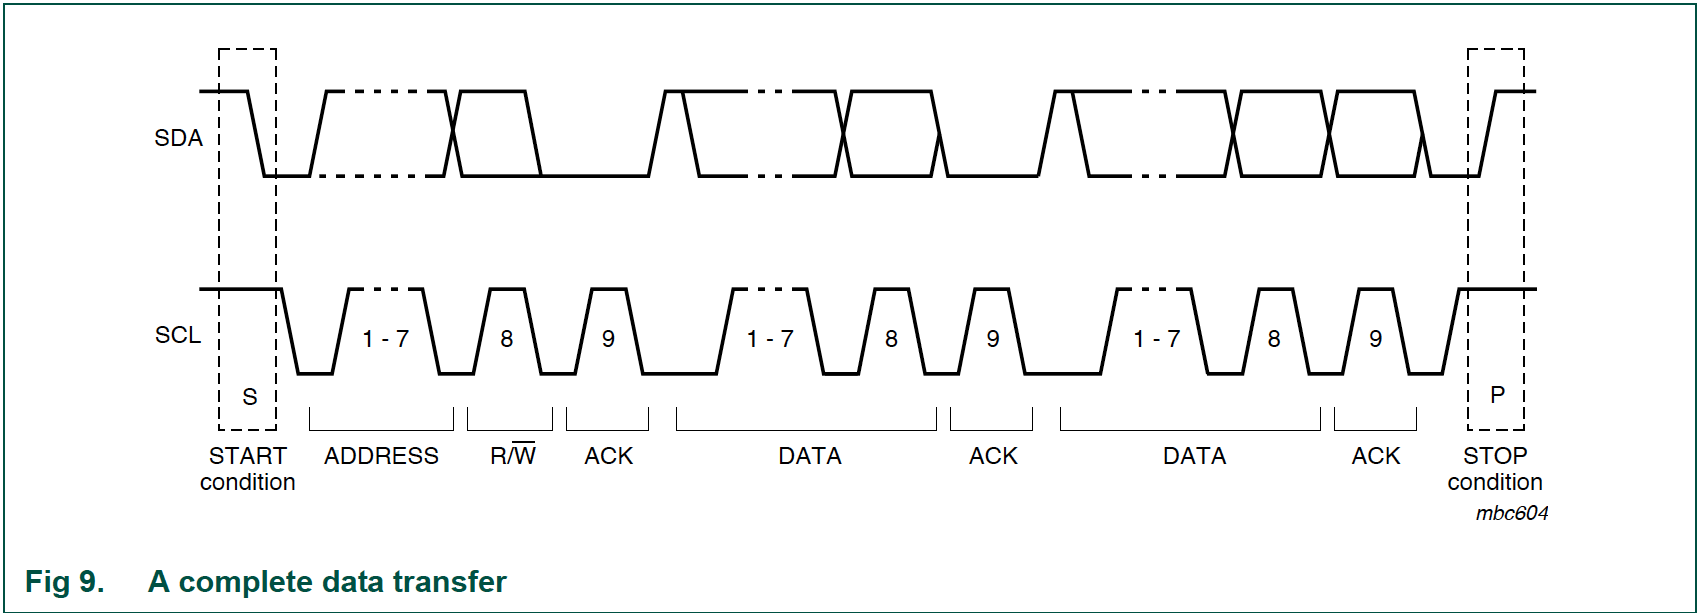 SDA
SCL
1 - 7
8
9
1 - 7
8
9
1 - 7
8
9
S
P
START
condition
ADDRESS
R/W̅
ACK
DATA
ACK
DATA
ACK
STOP
condition
mbc604
Fig 9. A complete data transfer